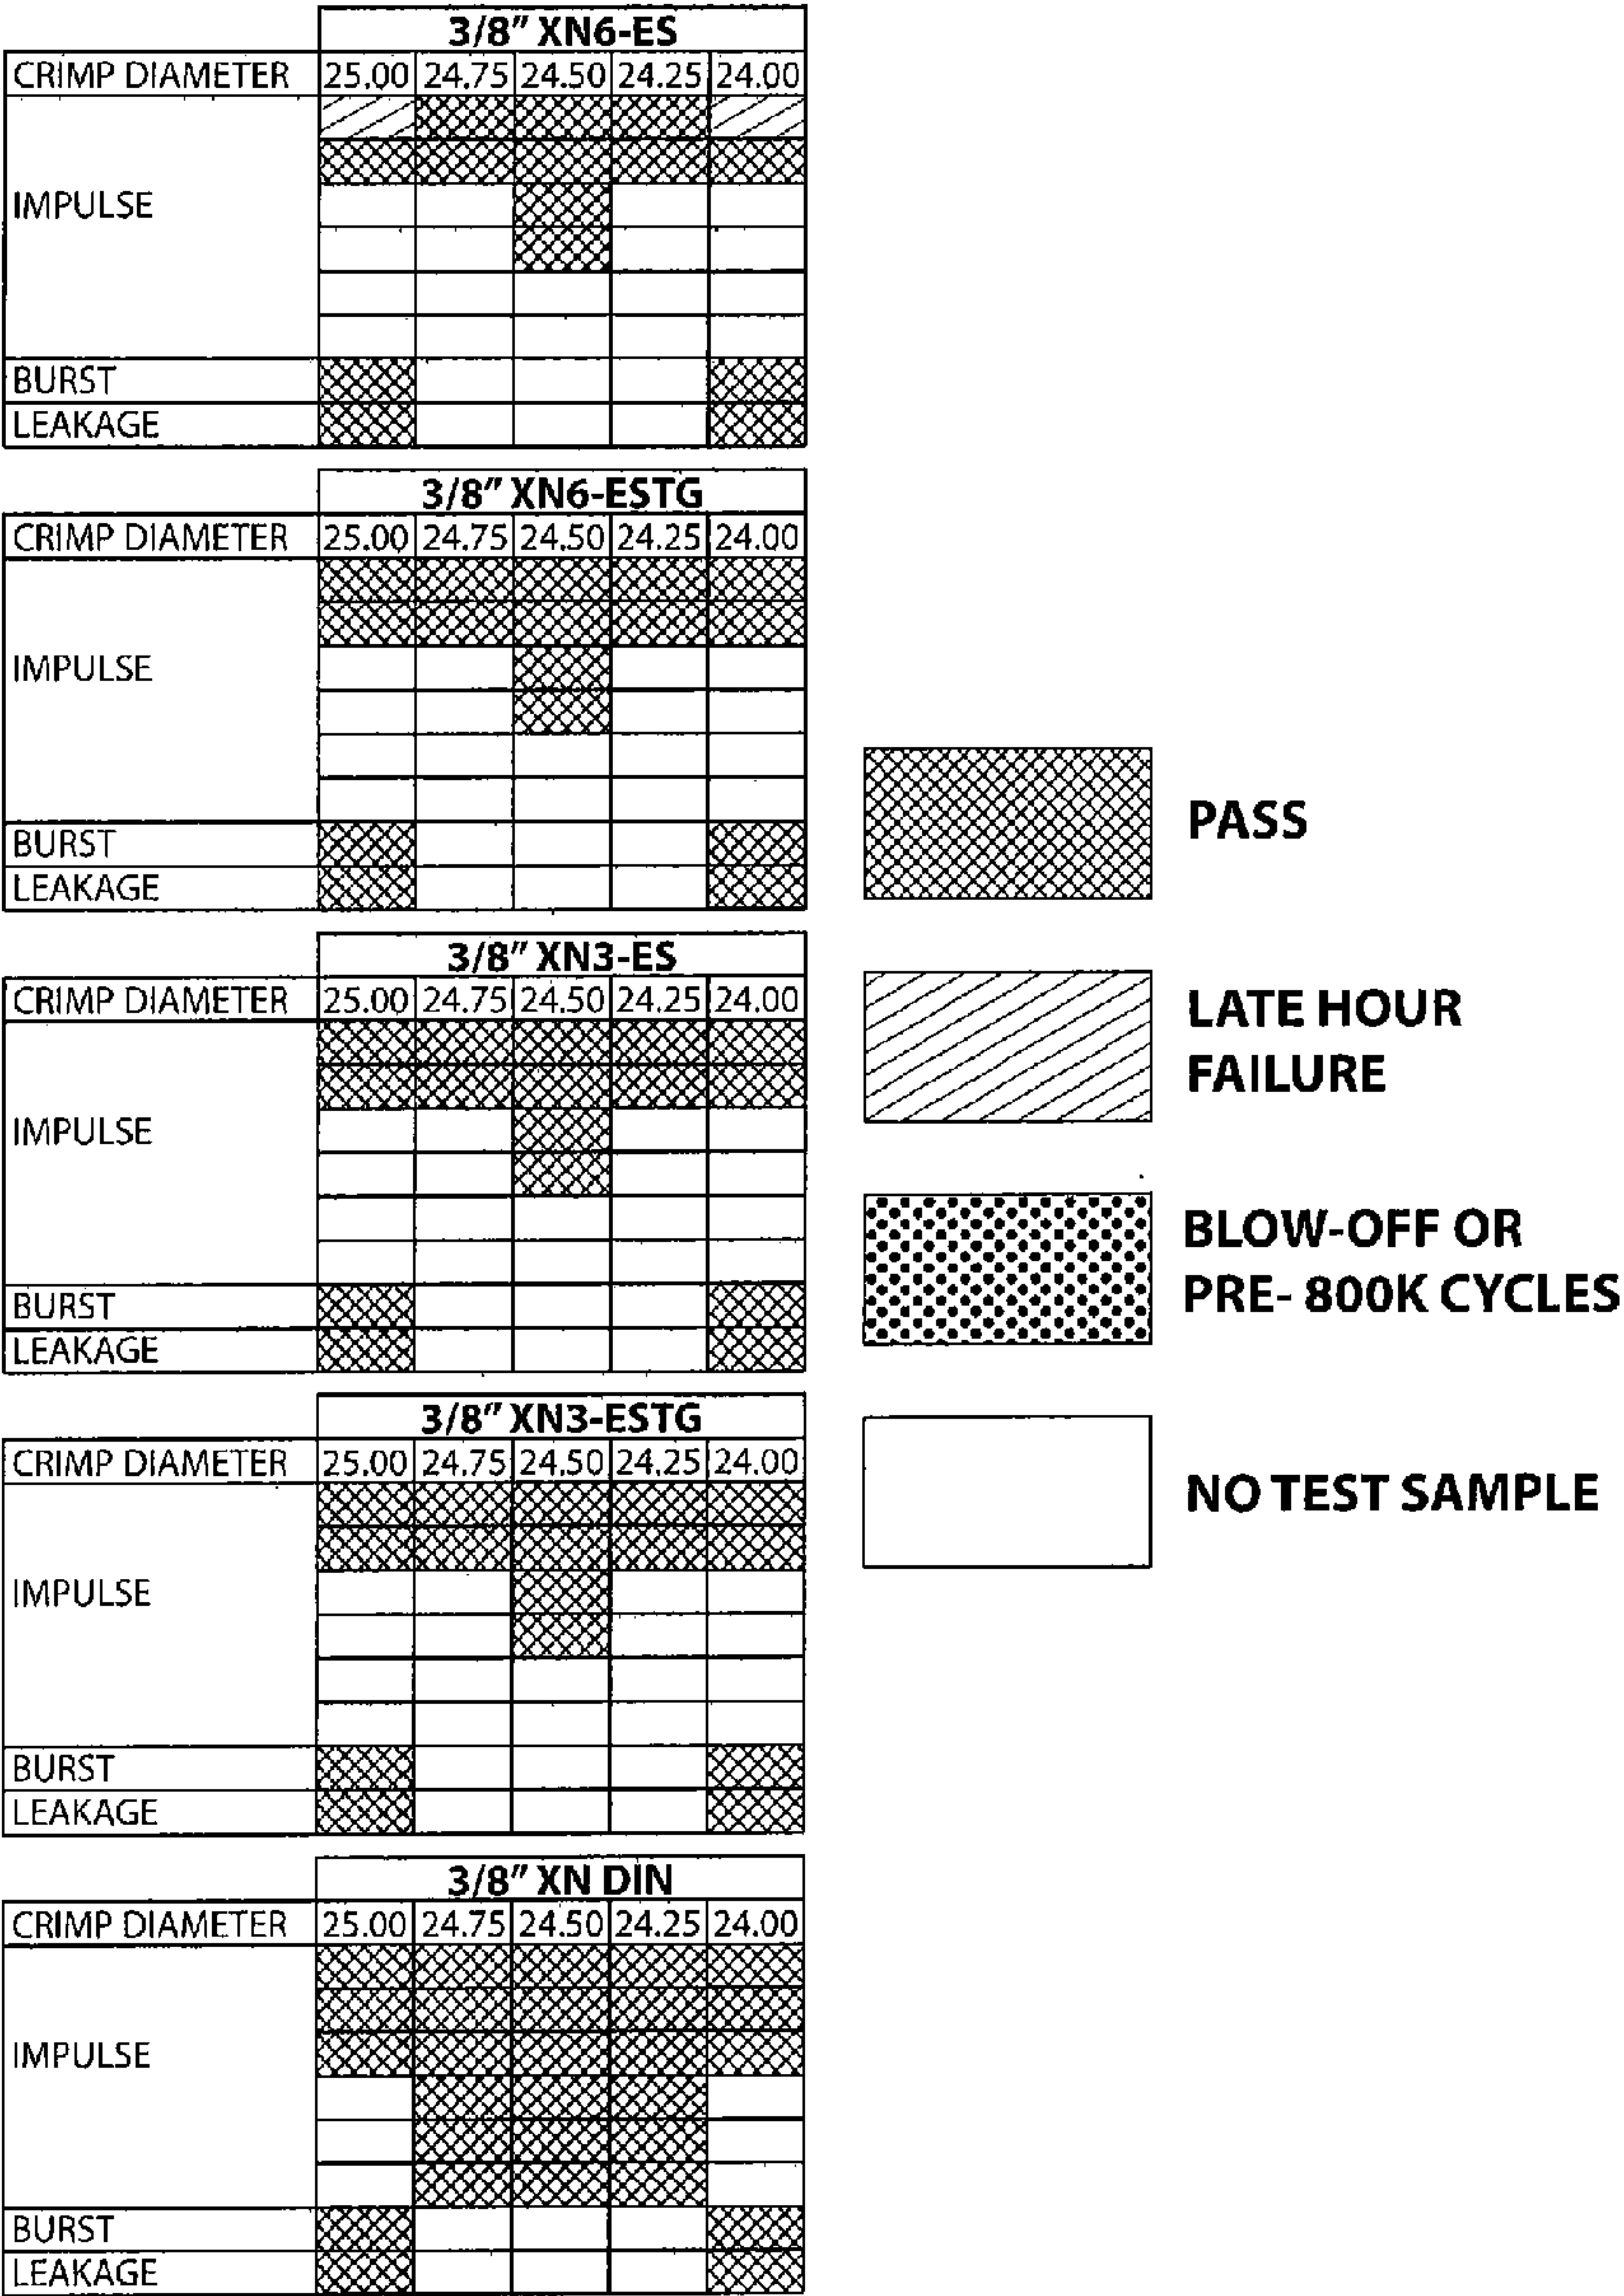 3/8" XN6-ES
CRIMP DIAMETER 25.00 24.75 24.50 24.25 24.00
IMPULSE
BURST
LEAKAGE
3/8" XN6-ESTG
CRIMP DIAMETER 25.00 24.75 24.50 24.25 24.00
IMPULSE
BURST
LEAKAGE
3/8" XN3-ES
CRIMP DIAMETER 25.00 24.75 24.50 24.25 24.00
IMPULSE
BURST
LEAKAGE
3/8" XN3-ESTG
CRIMP DIAMETER 25.00 24.75 24.50 24.25 24.00
IMPULSE
BURST
LEAKAGE
3/8" XN DIN
CRIMP DIAMETER 25.00 24.75 24.50 24.25 24.00
IMPULSE
BURST
LEAKAGE
PASS
LATE HOUR
FAILURE
BLOW-OFF OR
PRE- 800K CYCLES
NO TEST SAMPLE